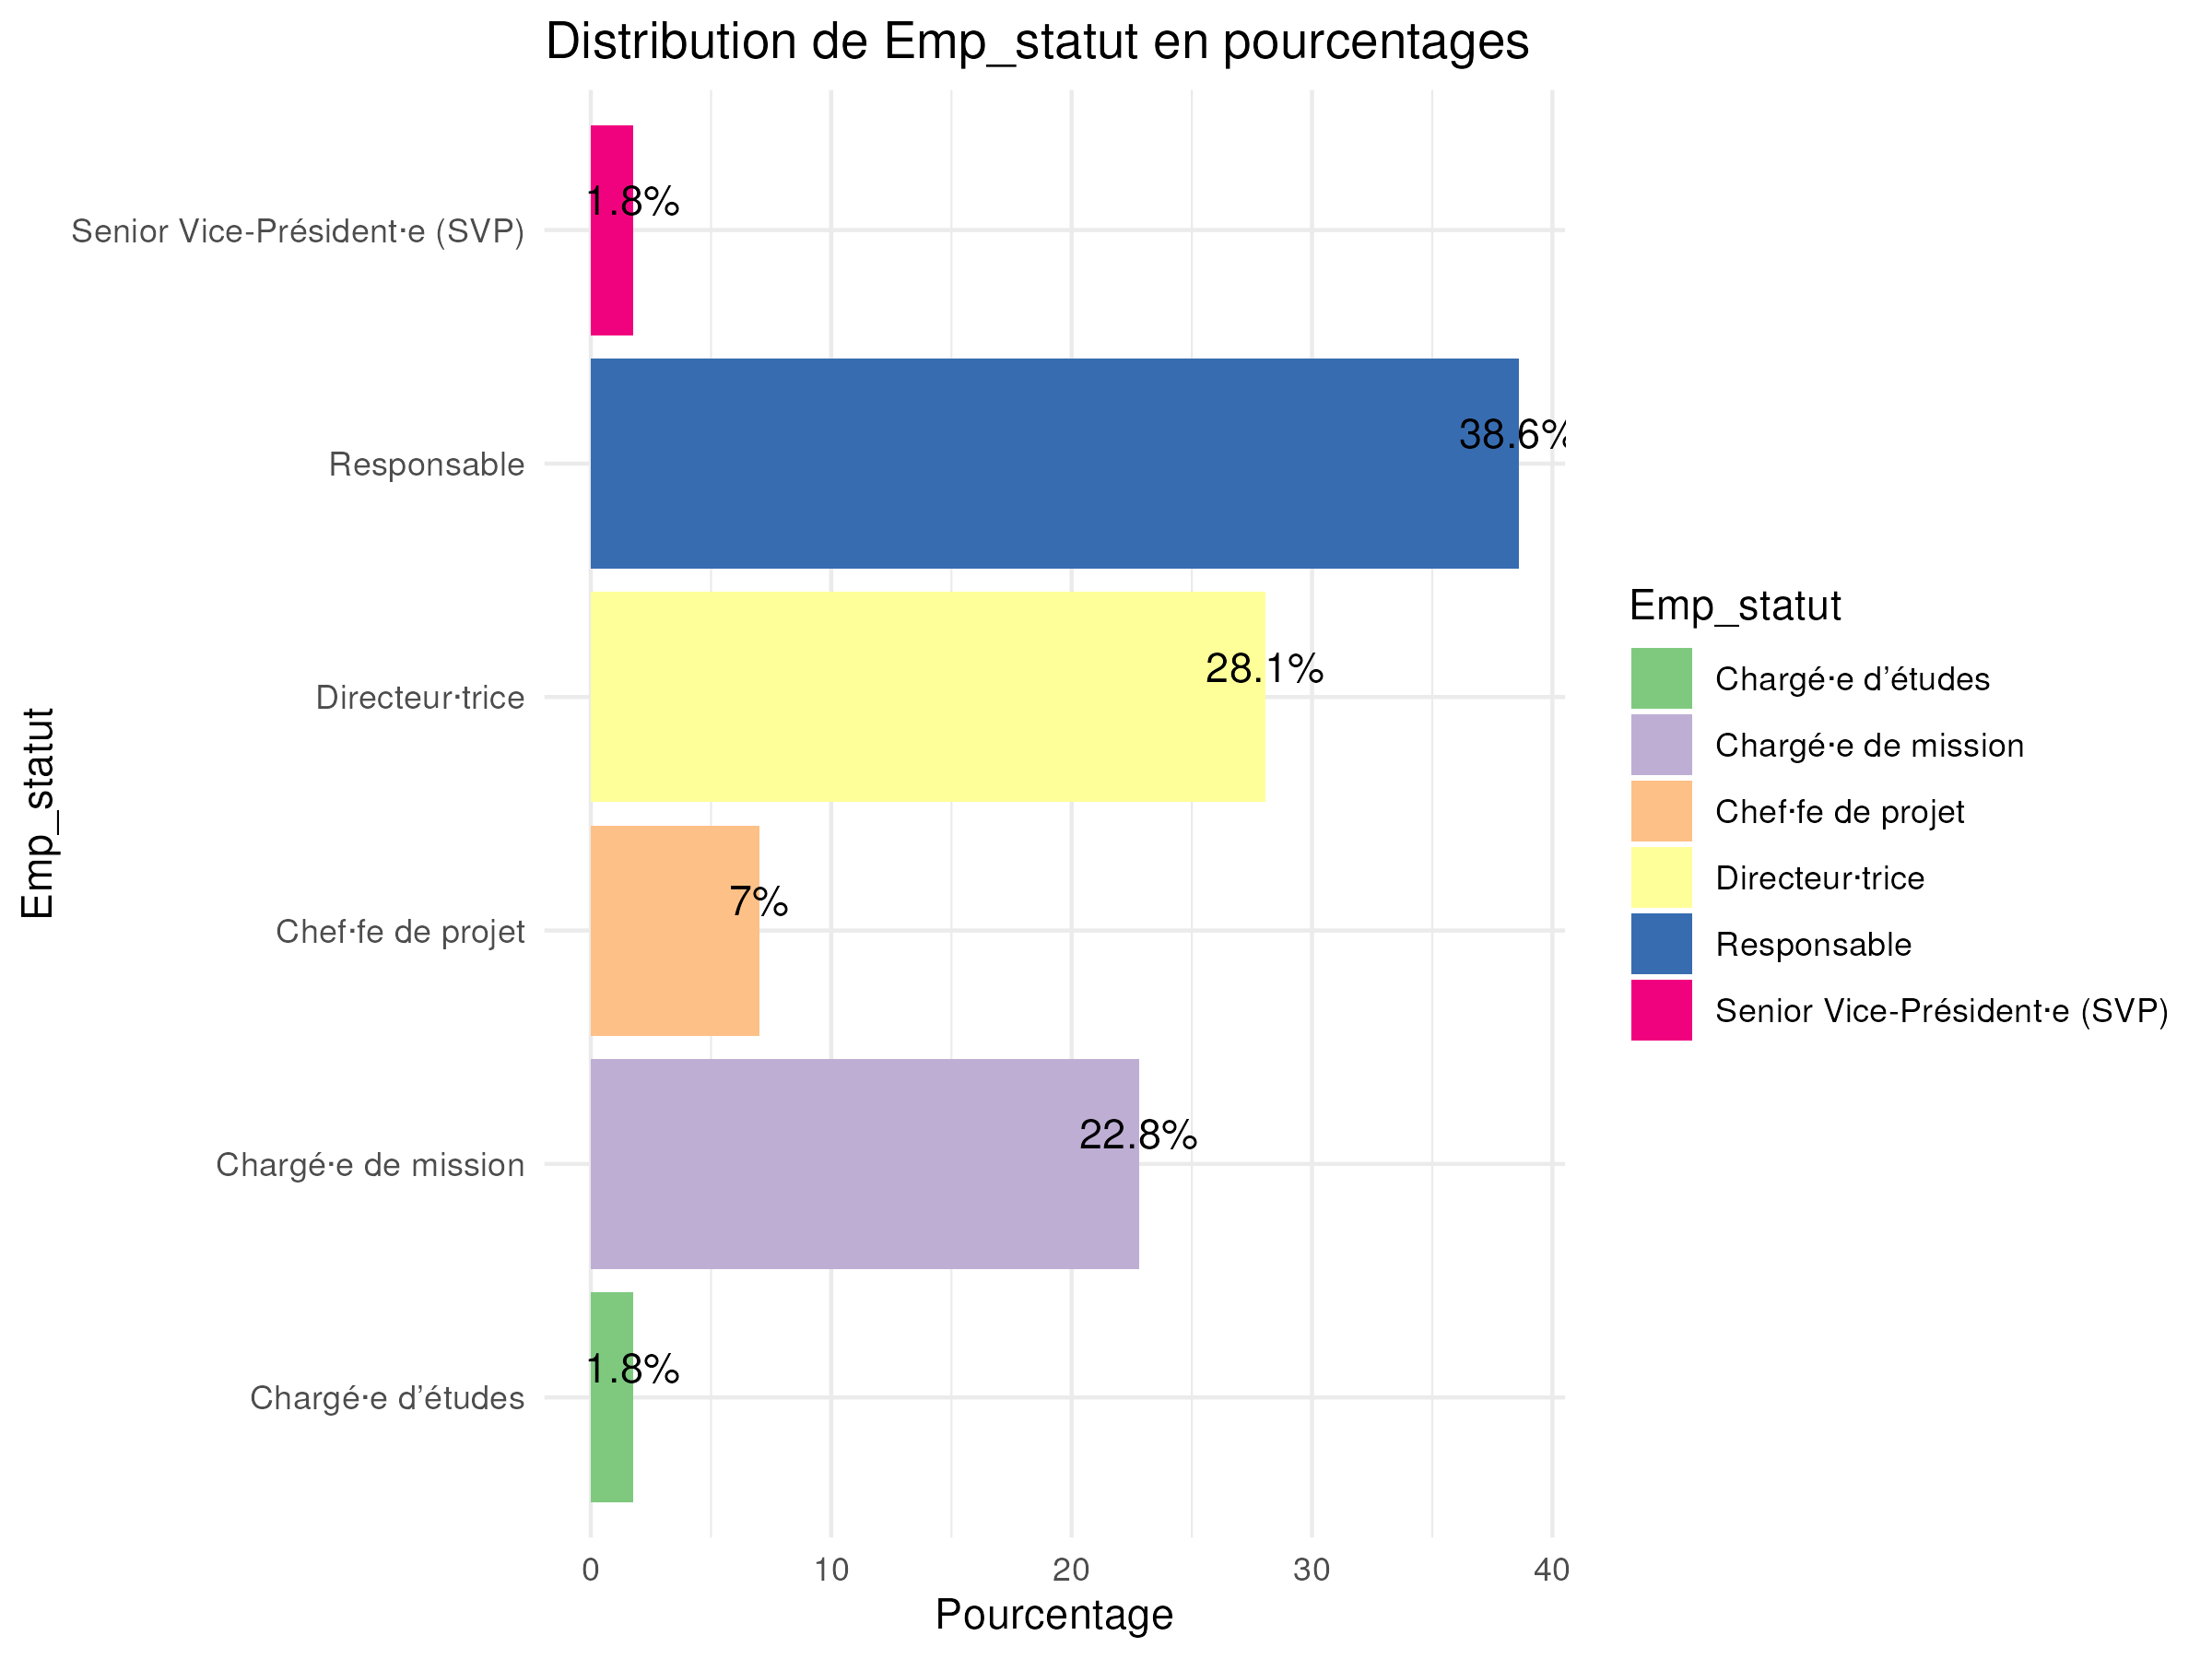 Distribution de Emp_statut en pourcentages
Emp_statut
Senior Vice-Président·e (SVP)
1.8%
Responsable
38.6%
Directeur·trice
28.1%
Chef·fe de projet
7%
Chargé·e de mission
22.8%
Chargé·e d’études
1.8%
0 10 20 30 40
Pourcentage
Emp_statut
Chargé·e d’études
Chargé·e de mission
Chef·fe de projet
Directeur·trice
Responsable
Senior Vice-Président·e (SVP)